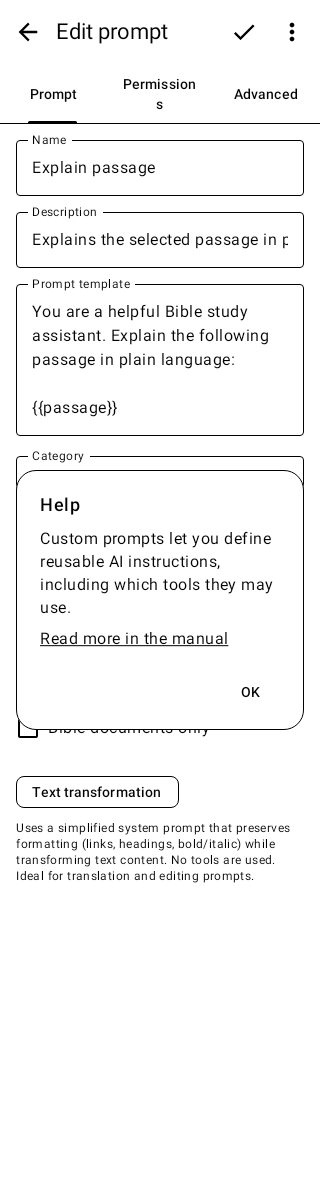 Edit prompt
Prompt
Permission
s
Advanced
Name
Explain passage
Description
Explains the selected passage in p
Prompt template
You are a helpful Bible study
assistant. Explain the following
passage in plain language:
{{passage}}
Category
Help
Custom prompts let you define
reusable AI instructions,
including which tools they may
use.
Read more in the manual
OK
Bible documents only
Text transformation
Uses a simplified system prompt that preserves
formatting (links, headings, bold/italic) while
transforming text content. No tools are used.
Ideal for translation and editing prompts.